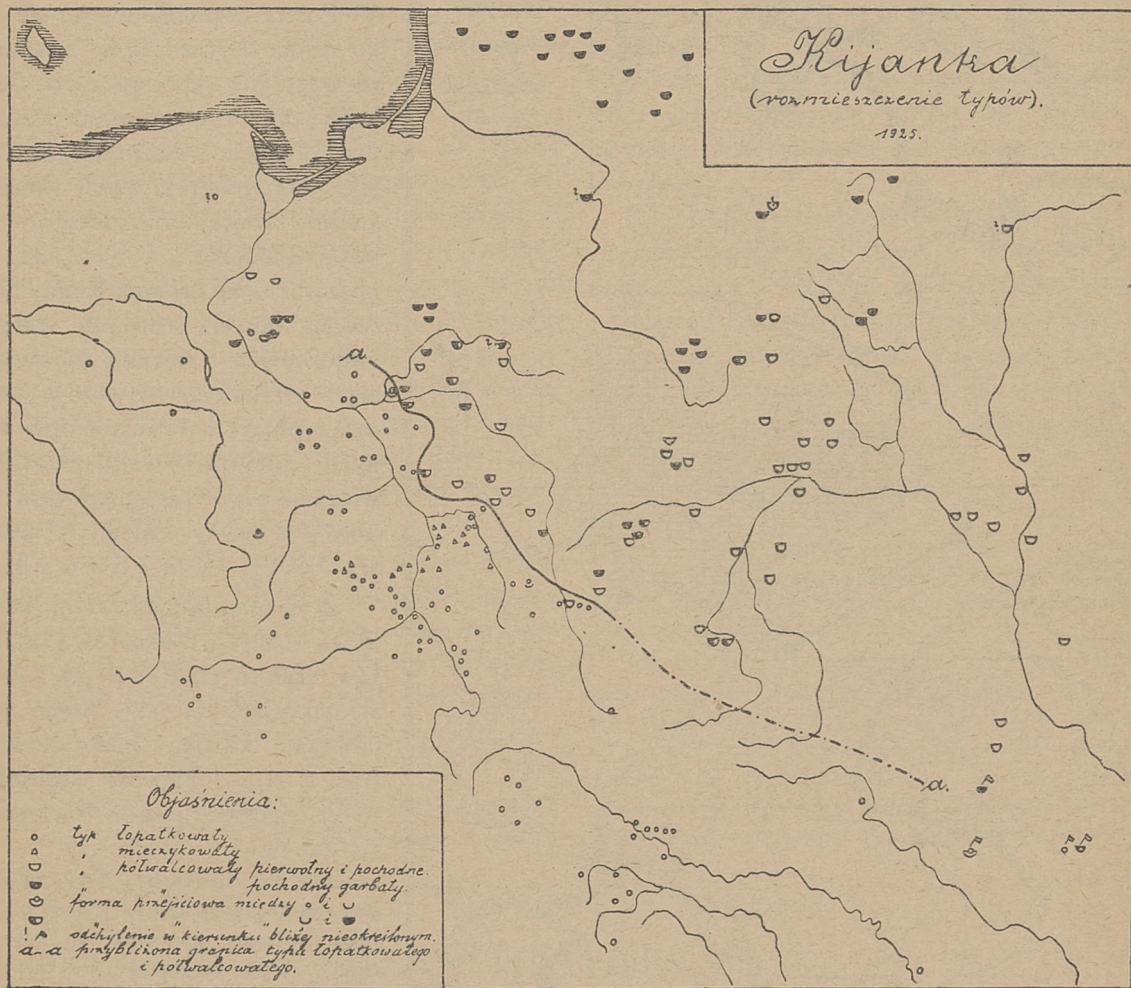 Kijanka
(rozmieszczenie typów).
1925.
a
a.
Objaśnienia:
typ łopatkowaty
" mieczykowaty
" półwalcowaty pierwotny i pochodne.
pochodny garbaty.
forma przejściowa między i
i
odchylenie w kierunku bliżej nieokreślonym.
a–a przybliżona granica typu łopatkowatego
i półwalcowatego.